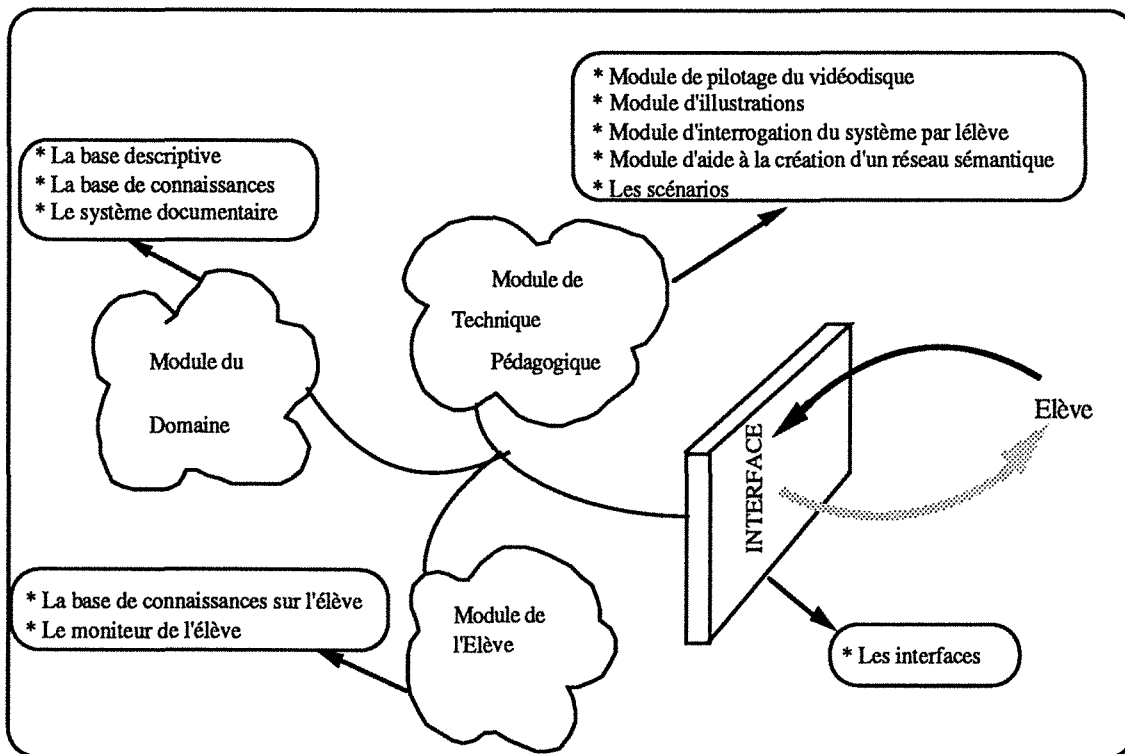 * Module de pilotage du vidéodisque
* Module d'illustrations
* Module d'interrogation du système par lélève
* Module d'aide à la création d'un réseau sémantique
* Les scénarios
* La base descriptive
* La base de connaissances
* Le système documentaire
Module de
Technique
Pédagogique
Module du
Domaine
INTERFACE
Elève
* La base de connaissances sur l'élève
* Le moniteur de l'élève
Module de
l'Elève
* Les interfaces